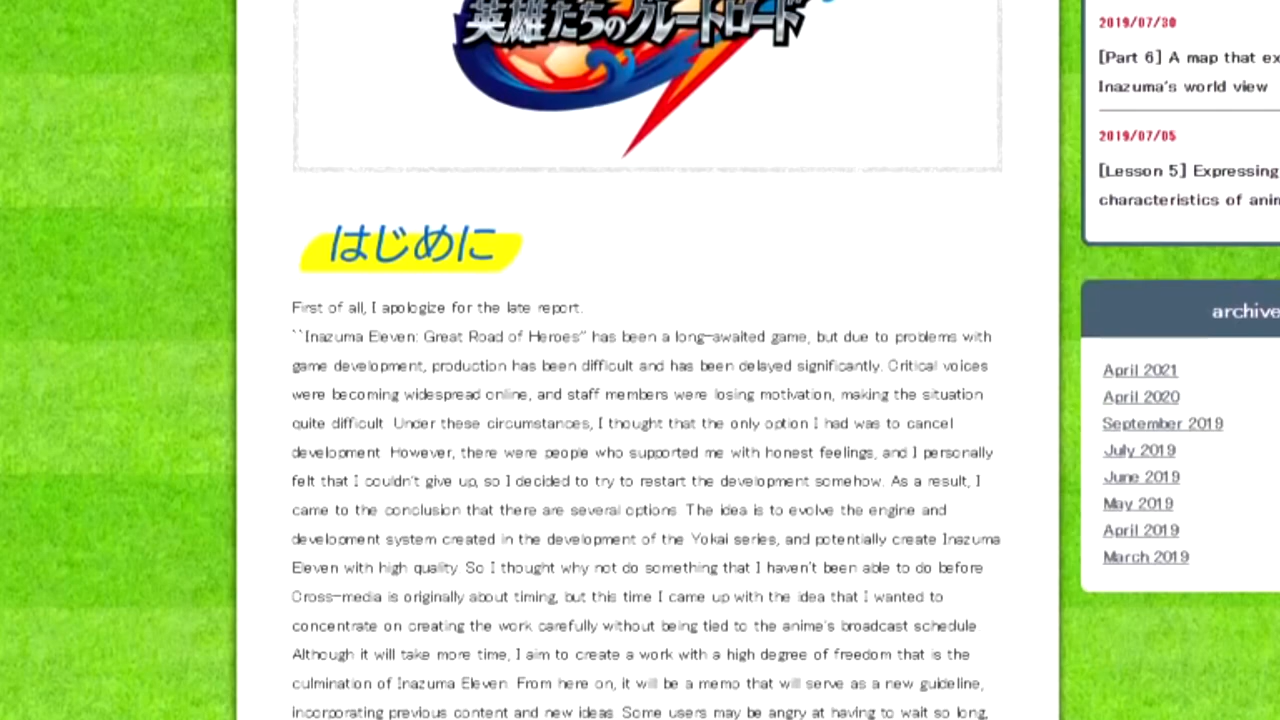 英雄たちのグレートロード
はじめに
First of all, I apologize for the late report.
``Inazuma Eleven: Great Road of Heroes'' has been a long-awaited game, but due to problems with
game development, production has been difficult and has been delayed significantly. Critical voices
were becoming widespread online, and staff members were losing motivation, making the situation
quite difficult. Under these circumstances, I thought that the only option I had was to cancel
development. However, there were people who supported me with honest feelings, and I personally
felt that I couldn't give up, so I decided to try to restart the development somehow. As a result, I
came to the conclusion that there are several options. The idea is to evolve the engine and
development system created in the development of the Yokai series, and potentially create Inazuma
Eleven with high quality. So I thought why not do something that I haven't been able to do before.
Cross-media is originally about timing, but this time I came up with the idea that I wanted to
concentrate on creating the work carefully without being tied to the anime's broadcast schedule.
Although it will take more time, I aim to create a work with a high degree of freedom that is the
culmination of Inazuma Eleven. From here on, it will be a memo that will serve as a new guideline,
incorporating previous content and new ideas. Some users may be angry at having to wait so long,
2019/07/30
[Part 6] A map that ex
Inazuma's world view
2019/07/05
[Lesson 5] Expressing
characteristics of anim
archive
April 2021
April 2020
September 2019
July 2019
June 2019
May 2019
April 2019
March 2019